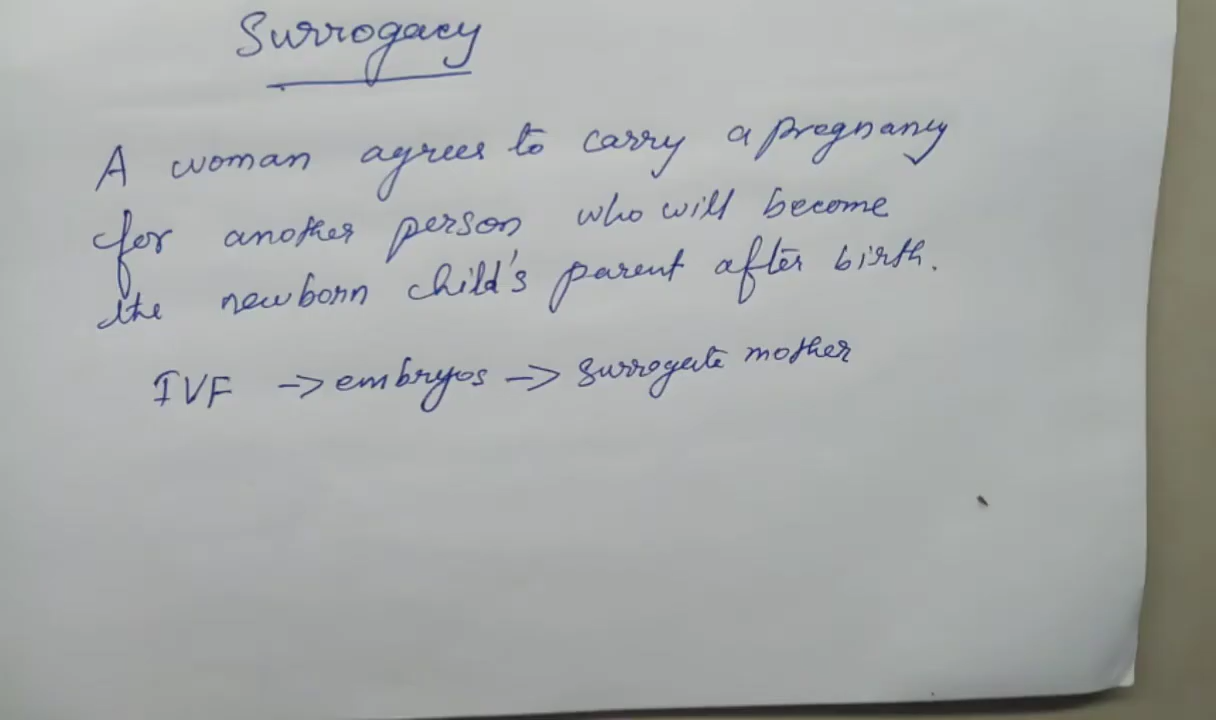 Surrogacy
A woman agrees to carry a pregnancy
for another person who will become
the newborn child's parent after birth.
IVF -> embryos -> Surrogate mother